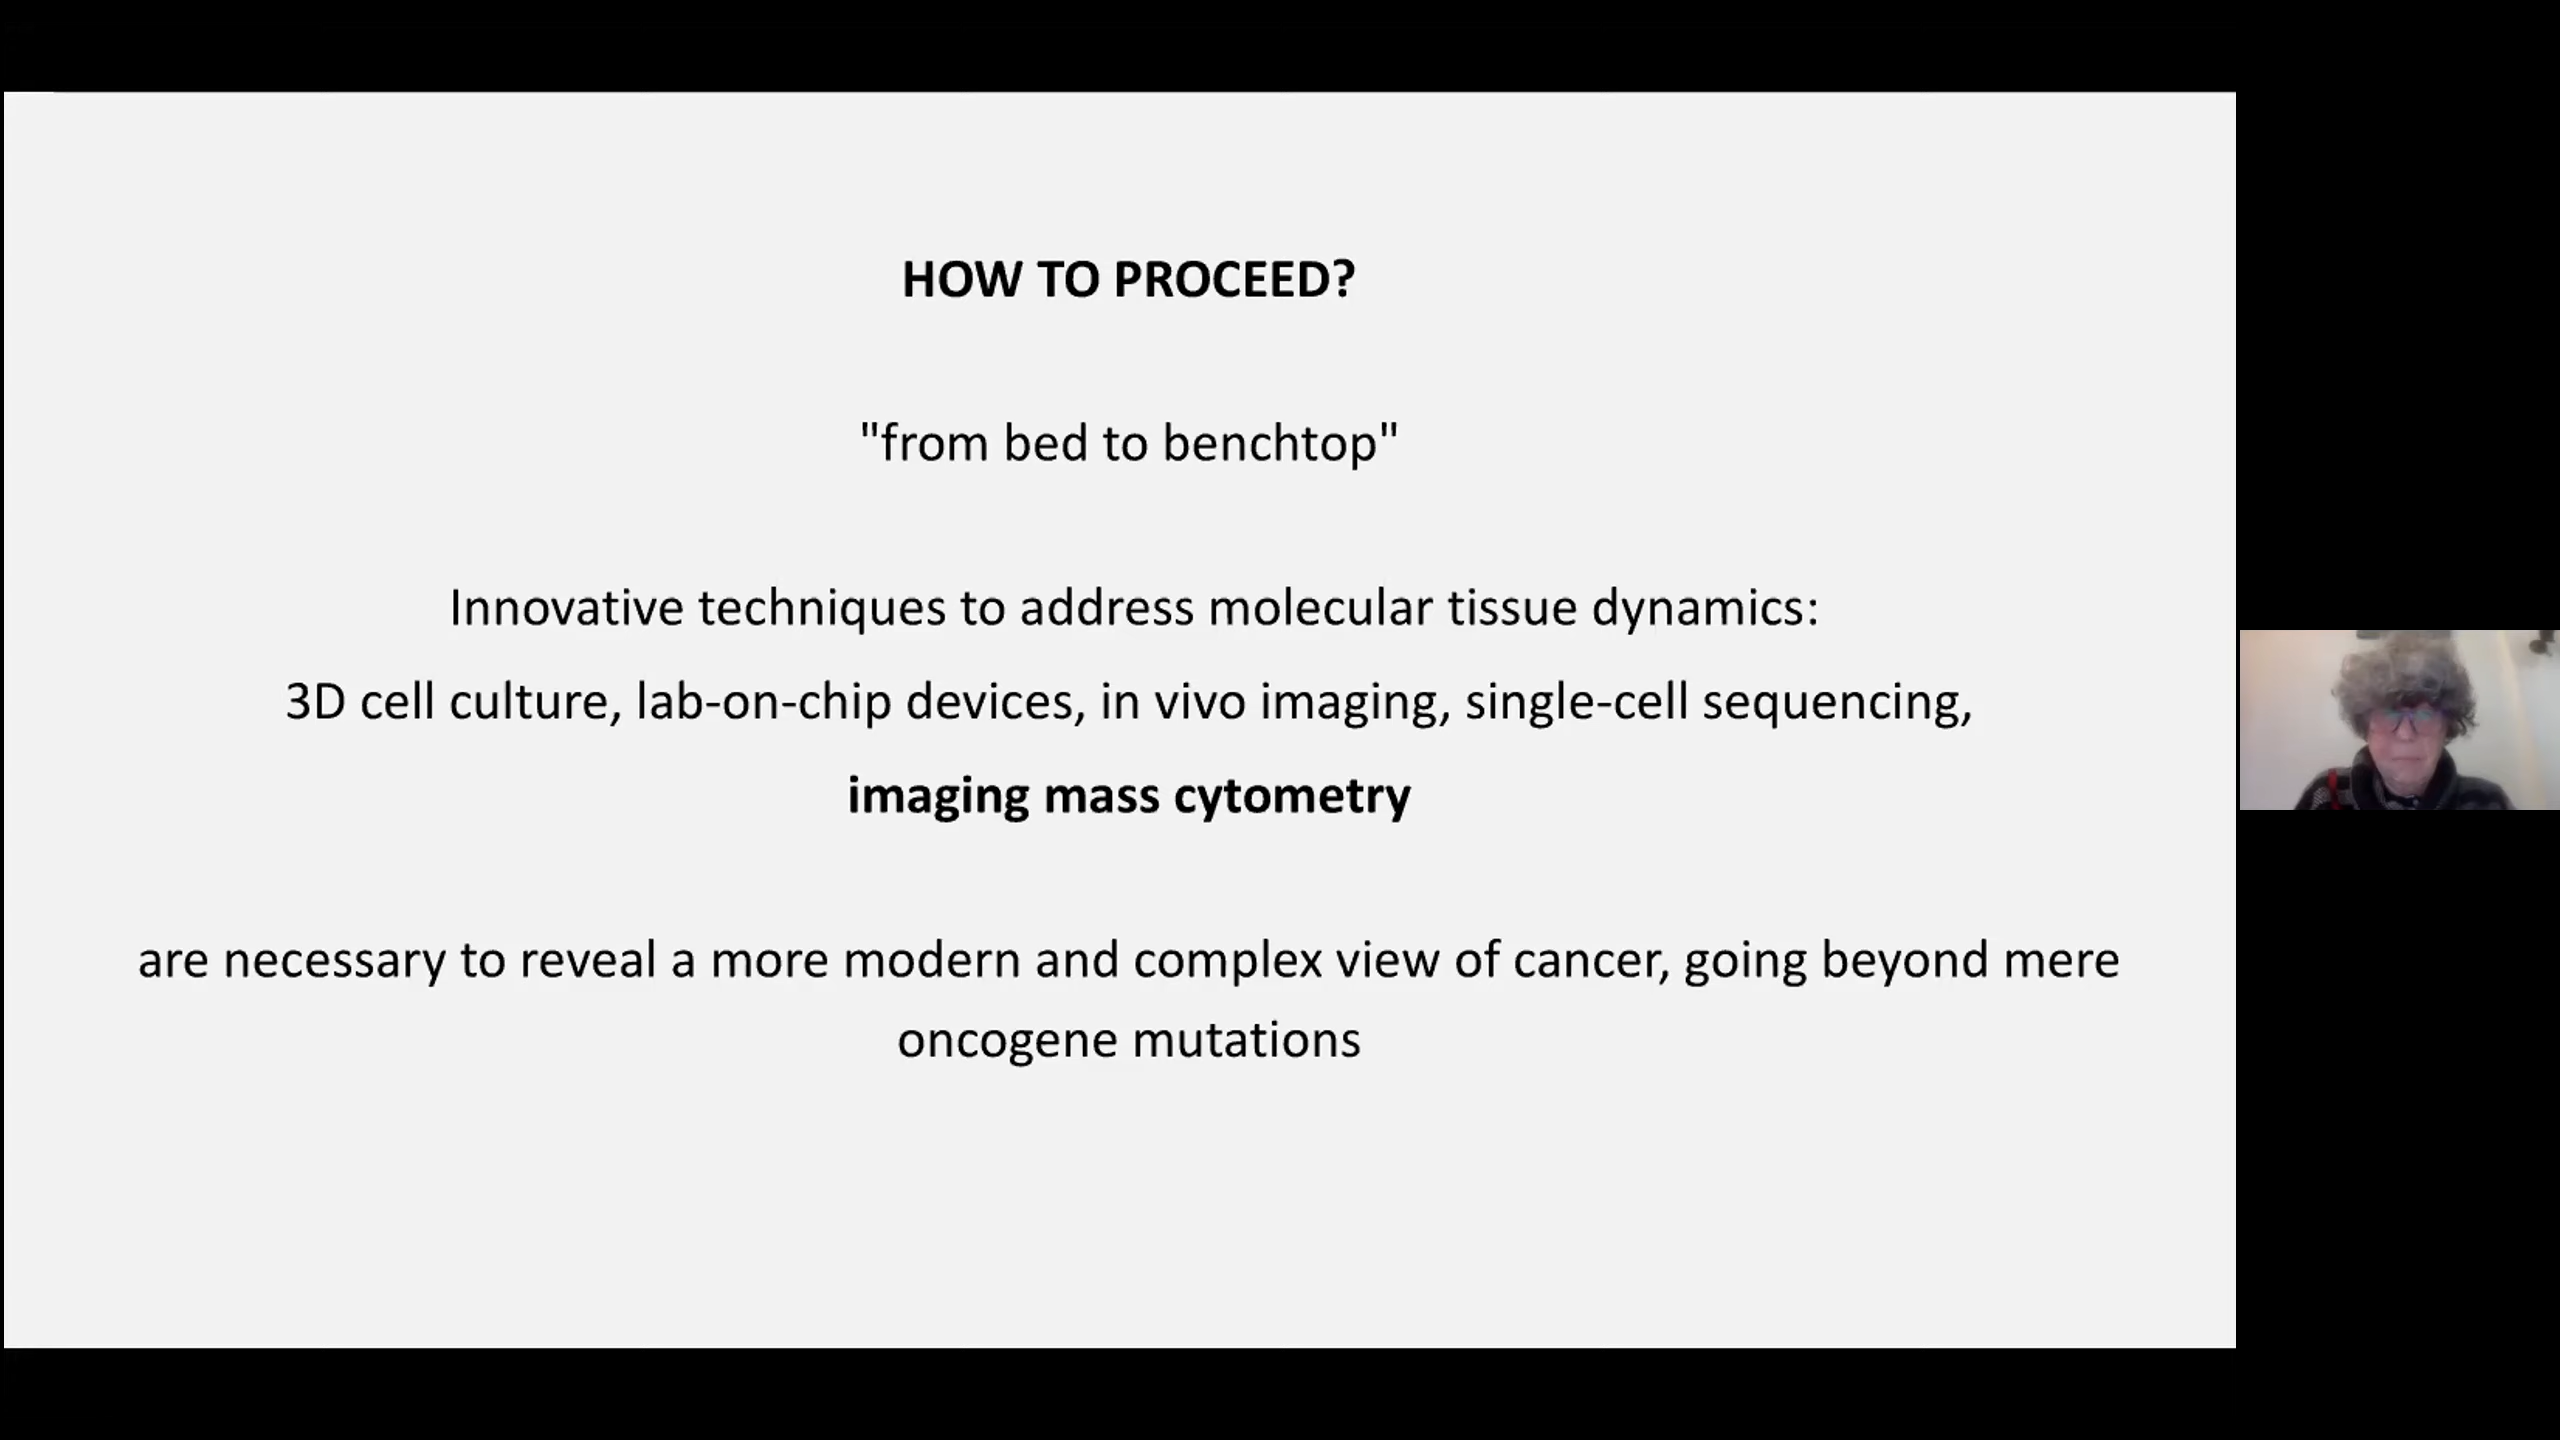 HOW TO PROCEED?
"from bed to benchtop"
Innovative techniques to address molecular tissue dynamics:
3D cell culture, lab-on-chip devices, in vivo imaging, single-cell sequencing,
imaging mass cytometry
are necessary to reveal a more modern and complex view of cancer, going beyond mere
oncogene mutations